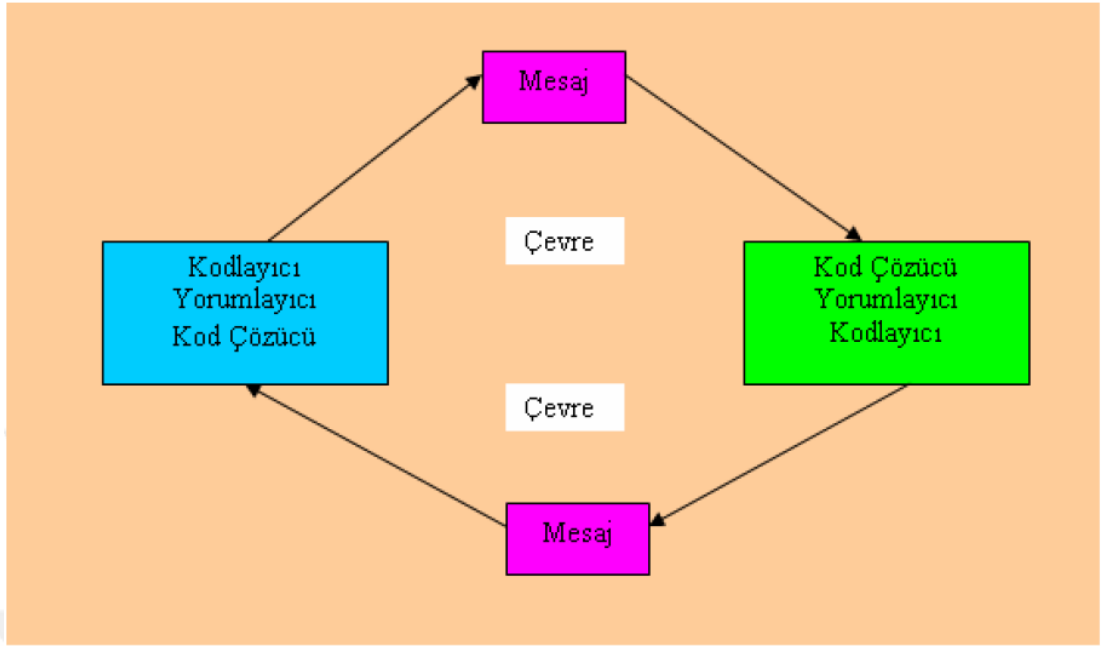 Mesaj
Çevre
Kodlayıcı
Yorumlayıcı
Kod Çözücü
Kod Çözücü
Yorumlayıcı
Kodlayıcı
Çevre
Mesaj